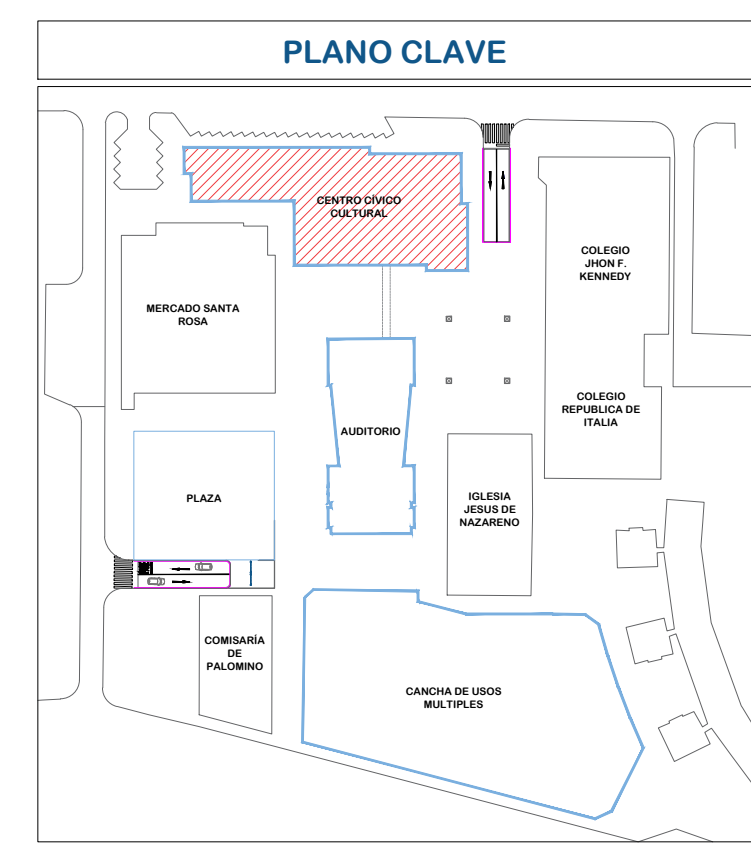 PLANO CLAVE
CENTRO CÍVICO
CULTURAL
COLEGIO
JHON F.
KENNEDY
MERCADO SANTA
ROSA
COLEGIO
REPUBLICA DE
ITALIA
AUDITORIO
PLAZA
IGLESIA
JESUS DE
NAZARENO
COMISARÍA
DE
PALOMINO
CANCHA DE USOS
MULTIPLES